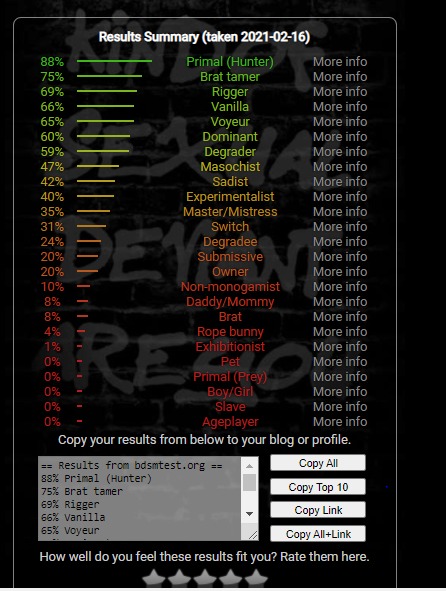 Results Summary (taken 2021-02-16)
88% Primal (Hunter) More info
75% Brat tamer More info
69% Rigger More info
66% Vanilla More info
65% Voyeur More info
60% Dominant More info
59% Degrader More info
47% Masochist More info
42% Sadist More info
40% Experimentalist More info
35% Master/Mistress More info
31% Switch More info
24% Degradee More info
20% Submissive More info
20% Owner More info
10% Non-monogamist More info
8% Daddy/Mommy More info
8% Brat More info
4% Rope bunny More info
1% Exhibitionist More info
0% Pet More info
0% Primal (Prey) More info
0% Boy/Girl More info
0% Slave More info
0% Ageplayer More info
Copy your results from below to your blog or profile.
== Results from bdsmtest.org ==
88% Primal (Hunter)
75% Brat tamer
69% Rigger
66% Vanilla
65% Voyeur
Copy All
Copy Top 10
Copy Link
Copy All+Link
How well do you feel these results fit you? Rate them here.